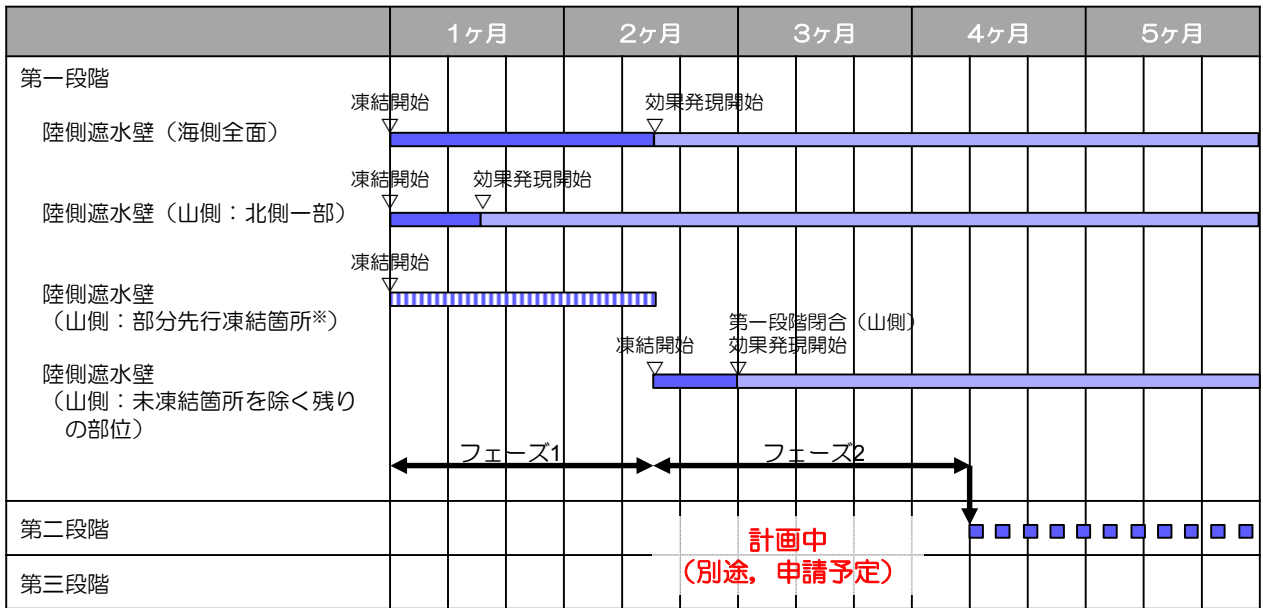 1ヶ月 2ヶ月 3ヶ月 4ヶ月 5ヶ月
第一段階
凍結開始 効果発現開始
▽ ▽
陸側遮水壁（海側全面）
凍結開始 効果発現開始
▽ ▽
陸側遮水壁（山側：北側一部）
凍結開始
▽
陸側遮水壁
（山側：部分先行凍結箇所※）
第一段階閉合（山側）
凍結開始 効果発現開始
▽ ▽
陸側遮水壁
（山側：未凍結箇所を除く残り
の部位）
フェーズ1 フェーズ2
第二段階
計画中
（別途，申請予定）
第三段階